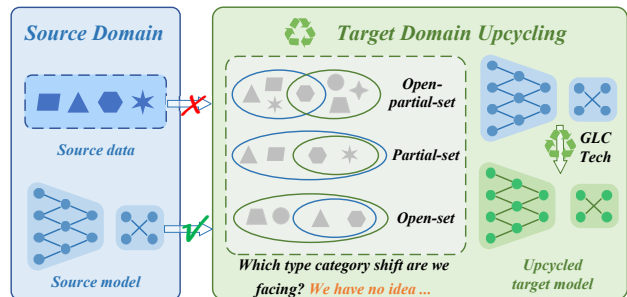 Source Domain
Source data
Source model
Target Domain Upcycling
Open-
partial-set
Partial-set
Open-set
Which type category shift are we
facing? We have no idea ...
GLC
Tech
Upcycled
target model